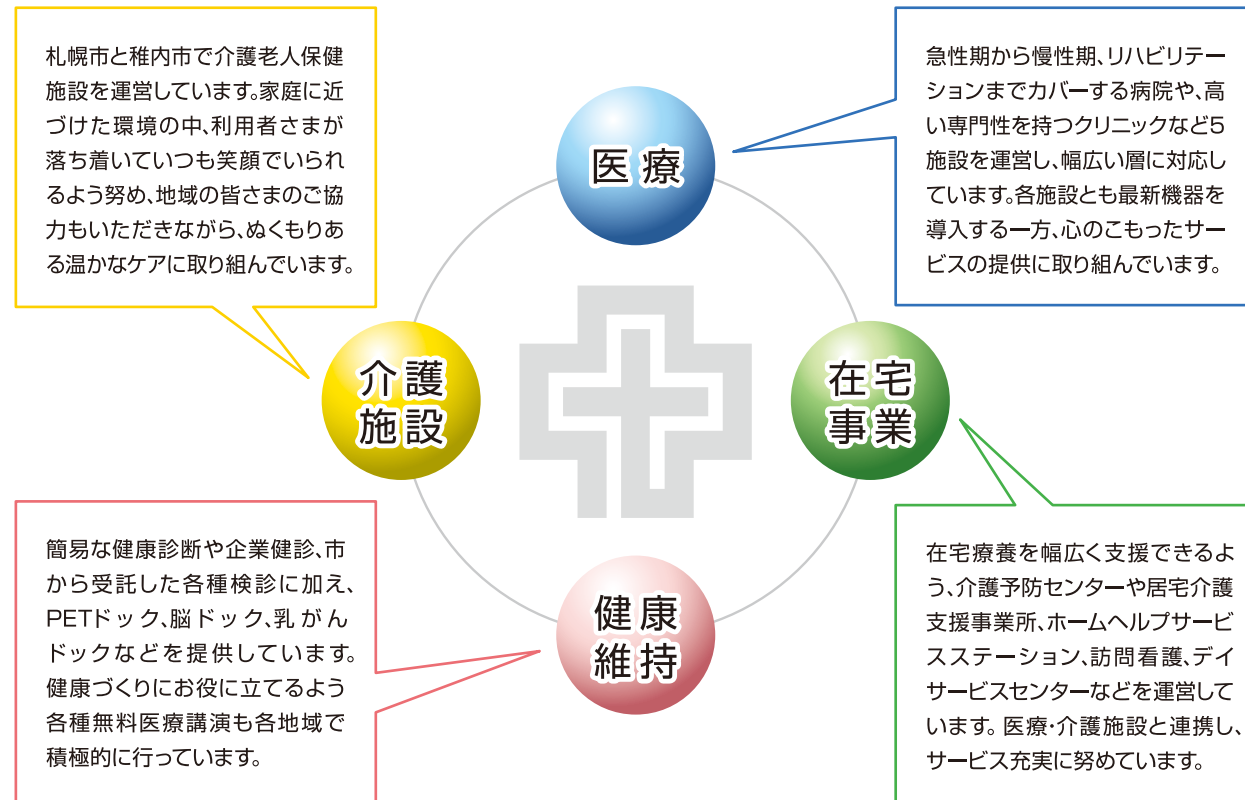 札幌市と稚内市で介護老人保健
施設を運営しています。家庭に近
づけた環境の中、利用者さまが
落ち着いていつも笑顔でいられ
るよう努め、地域の皆さまのご協
力もいただきながら、ぬくもりあ
る温かなケアに取り組んでいます。
医療
急性期から慢性期、リハビリテー
ションまでカバーする病院や、高
い専門性を持つクリニックなど5
施設を運営し、幅広い層に対応し
ています。各施設とも最新機器を
導入する一方、心のこもったサー
ビスの提供に取り組んでいます。
介護
施設
在宅
事業
簡易な健康診断や企業健診、市
から受託した各種検診に加え、
PETドック、脳ドック、乳がん
ドックなどを提供しています。
健康づくりにお役に立てるよう
各種無料医療講演も各地域で
積極的に行っています。
健康
維持
在宅療養を幅広く支援できるよ
う、介護予防センターや居宅介護
支援事業所、ホームヘルプサービ
スステーション、訪問看護、デイ
サービスセンターなどを運営して
います。医療・介護施設と連携し、
サービス充実に努めています。